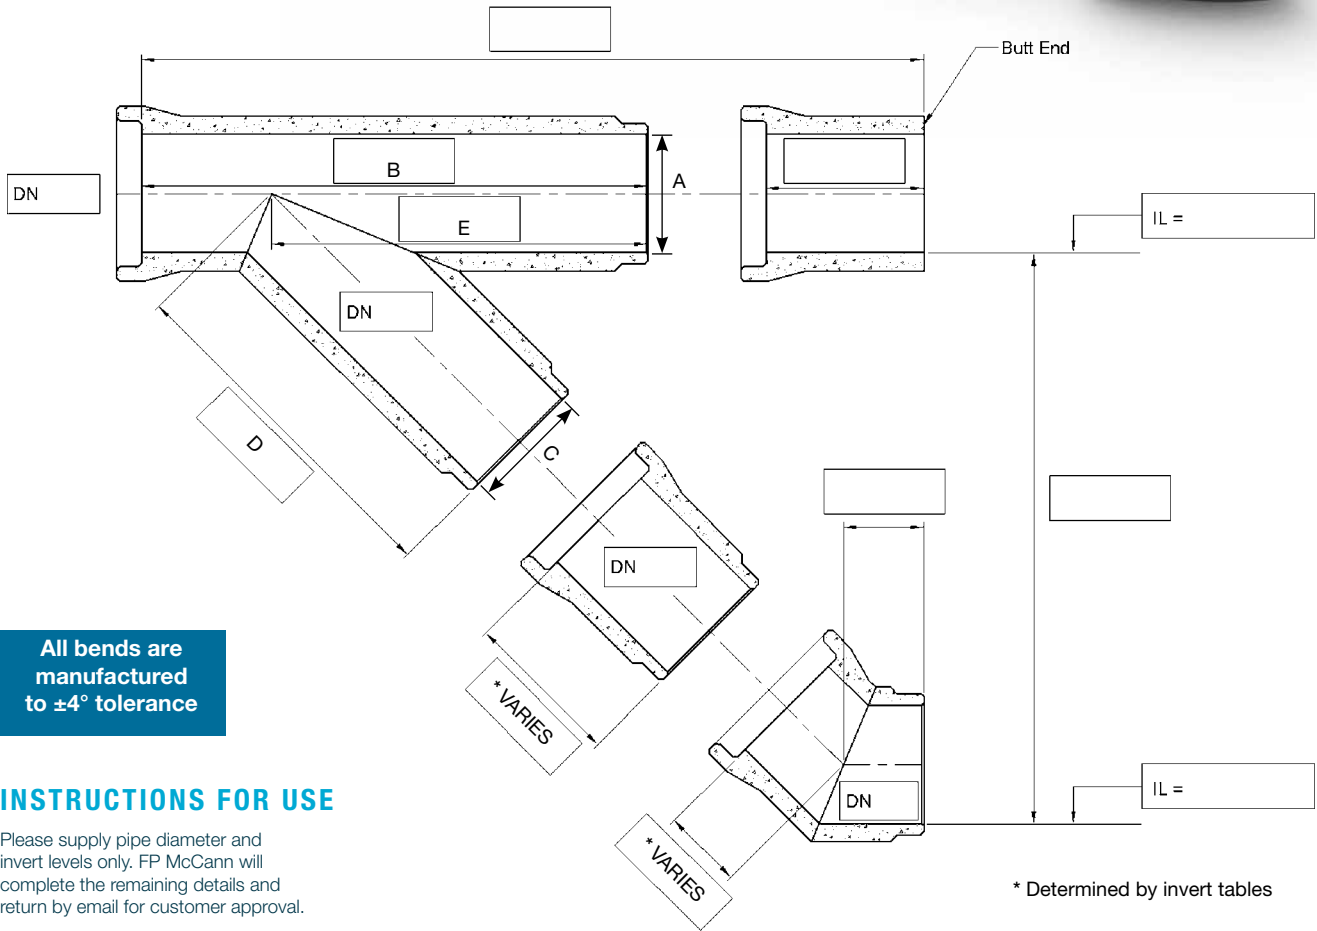 Butt End
B
A
DN
E
IL =
DN
D
C
DN
* VARIES
All bends are
manufactured
to ±4° tolerance
IL =
DN
* VARIES
INSTRUCTIONS FOR USE
Please supply pipe diameter and
invert levels only. FP McCann will
complete the remaining details and
return by email for customer approval.
* Determined by invert tables